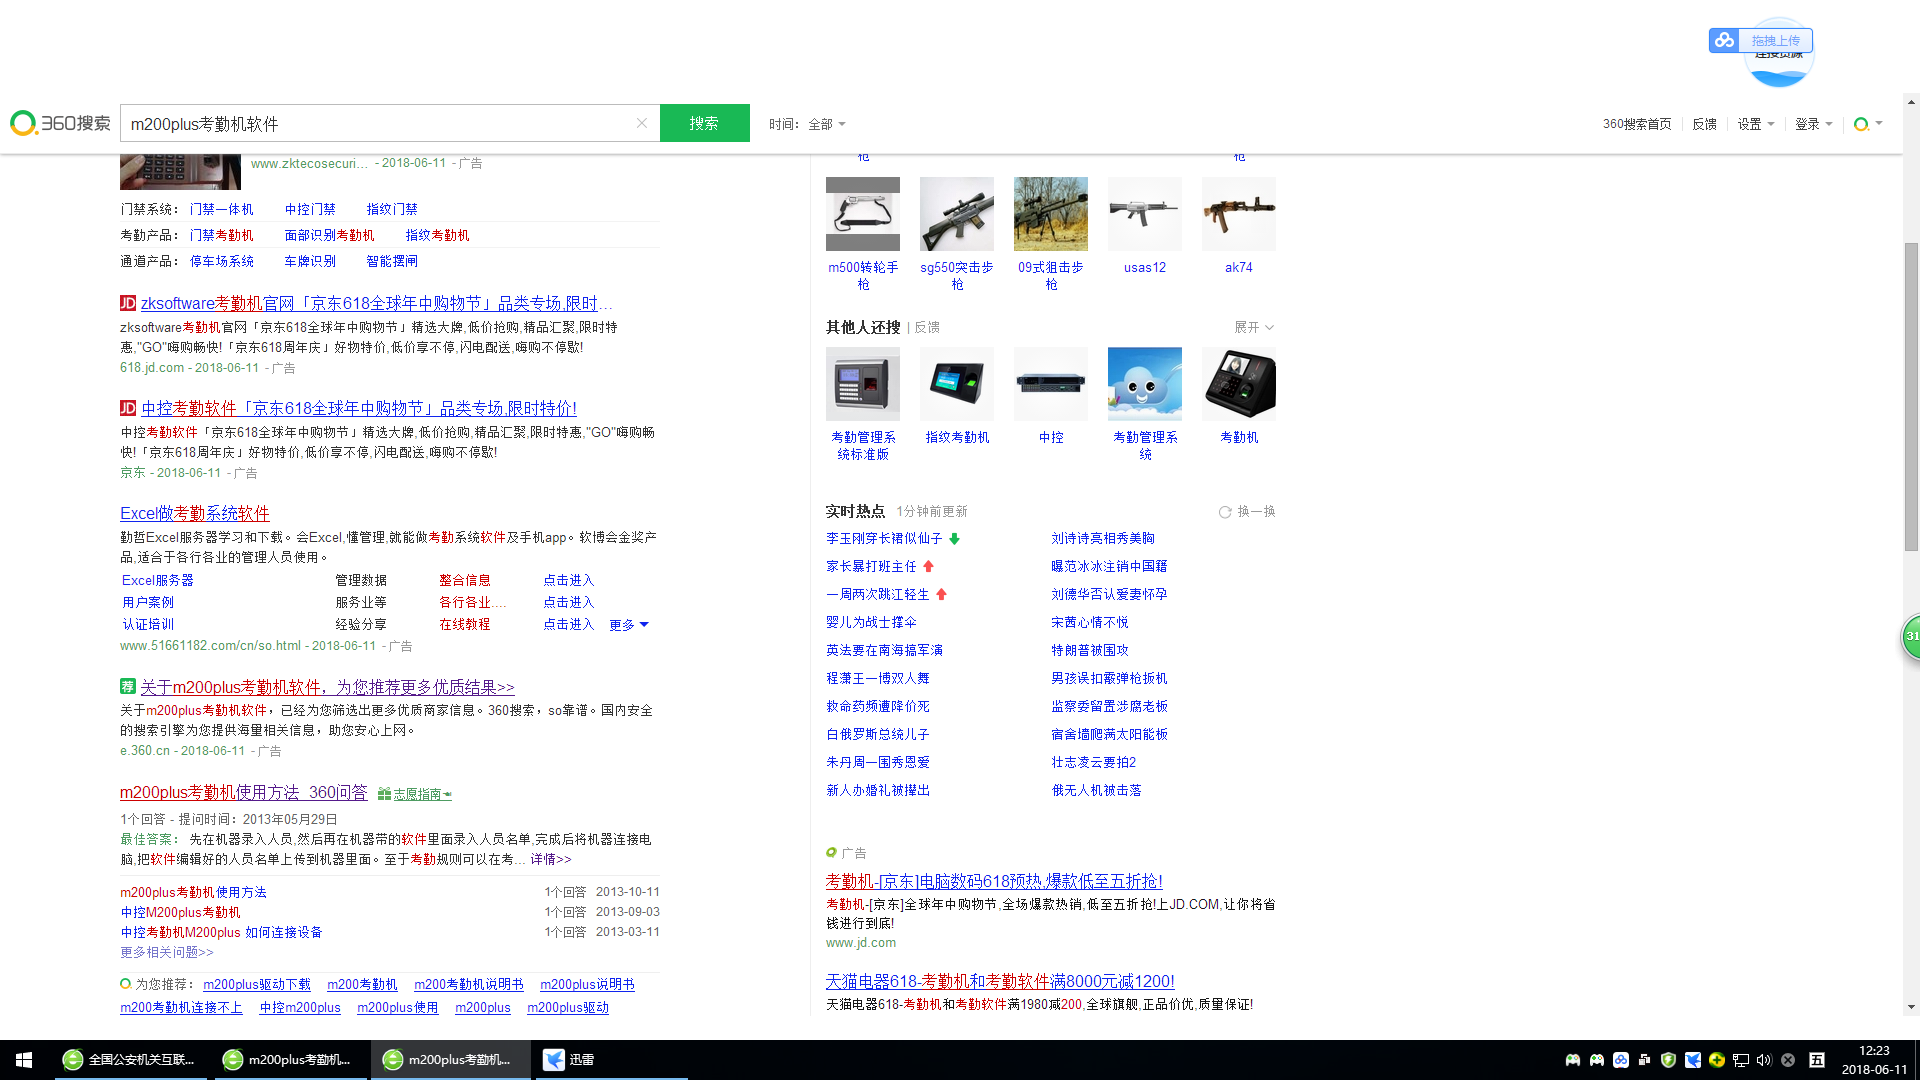 拖拽上传
360搜索
m200plus考勤机软件
搜索
时间： 全部
360搜索首页
反馈
设置
登录
www.zktecosecuri... - 2018-06-11 - 广告
门禁系统： 门禁一体机 中控门禁 指纹门禁
考勤产品： 门禁考勤机 面部识别考勤机 指纹考勤机
通道产品： 停车场系统 车牌识别 智能摆闸
JD zksoftware考勤机官网「京东618全球年中购物节」品类专场,限时...
zksoftware考勤机官网「京东618全球年中购物节」精选大牌,低价抢购,精品汇聚,限时特
惠,"GO"嗨购畅快!「京东618周年庆」好物特价,低价享不停,闪电配送,嗨购不停歇!
618.jd.com - 2018-06-11 - 广告
JD 中控考勤软件「京东618全球年中购物节」品类专场,限时特价!
中控考勤软件「京东618全球年中购物节」精选大牌,低价抢购,精品汇聚,限时特惠,"GO"嗨购畅
快!「京东618周年庆」好物特价,低价享不停,闪电配送,嗨购不停歇!
京东 - 2018-06-11 - 广告
Excel做考勤系统软件
勤哲Excel服务器学习和下载。会Excel,懂管理,就能做考勤系统软件及手机app。软博会金奖产
品,适合于各行各业的管理人员使用。
Excel服务器 管理数据 整合信息 点击进入
用户案例 服务业等 各行各业.... 点击进入
认证培训 经验分享 在线教程 点击进入 更多
www.51661182.com/cn/so.html - 2018-06-11 - 广告
荐 关于m200plus考勤机软件，为您推荐更多优质结果>>
关于m200plus考勤机软件，已经为您筛选出更多优质商家信息。360搜索，so靠谱。国内安全
的搜索引擎为您提供海量相关信息，助您安心上网。
e.360.cn - 2018-06-11 - 广告
m200plus考勤机使用方法_360问答 志愿指南
1个回答 - 提问时间：2013年05月29日
最佳答案： 先在机器录入人员,然后再在机器带的软件里面录入人员名单,完成后将机器连接电
脑,把软件编辑好的人员名单上传到机器里面。至于考勤规则可以在考... 详情>>
m200plus考勤机使用方法 1个回答 2013-10-11
中控M200plus考勤机 1个回答 2013-09-03
中控考勤机M200plus 如何连接设备 1个回答 2013-03-11
更多相关问题>>
为您推荐： m200plus驱动下载 m200考勤机 m200考勤机说明书 m200plus说明书
m200考勤机连接不上 中控m200plus m200plus使用 m200plus m200plus驱动
枪 枪
m500转轮手
枪
sg550突击步
枪
09式狙击步
枪
usas12
ak74
其他人还搜 | 反馈 展开
考勤管理系
统标准版
指纹考勤机
中控
考勤管理系
统
考勤机
实时热点 1分钟前更新 换一换
李玉刚穿长裙似仙子 刘诗诗亮相秀美胸
家长暴打班主任 曝范冰冰注销中国籍
一周两次跳江轻生 刘德华否认爱妻怀孕
婴儿为战士撑伞 宋茜心情不悦
英法要在南海搞军演 特朗普被围攻
程潇王一博双人舞 男孩误扣霰弹枪扳机
救命药频遭降价死 监察委留置涉腐老板
白俄罗斯总统儿子 宿舍墙爬满太阳能板
朱丹周一围秀恩爱 壮志凌云要拍2
新人办婚礼被撵出 俄无人机被击落
广告
考勤机-[京东]电脑数码618预热,爆款低至五折抢!
考勤机-[京东]全球年中购物节,全场爆款热销,低至五折抢!上JD.COM,让你将省
钱进行到底!
www.jd.com
天猫电器618-考勤机和考勤软件满8000元减1200!
天猫电器618-考勤机和考勤软件满1980减200,全球旗舰,正品价优,质量保证!
31
全国公安机关互联...
m200plus考勤机...
m200plus考勤机...
迅雷
五
12:23
2018-06-11